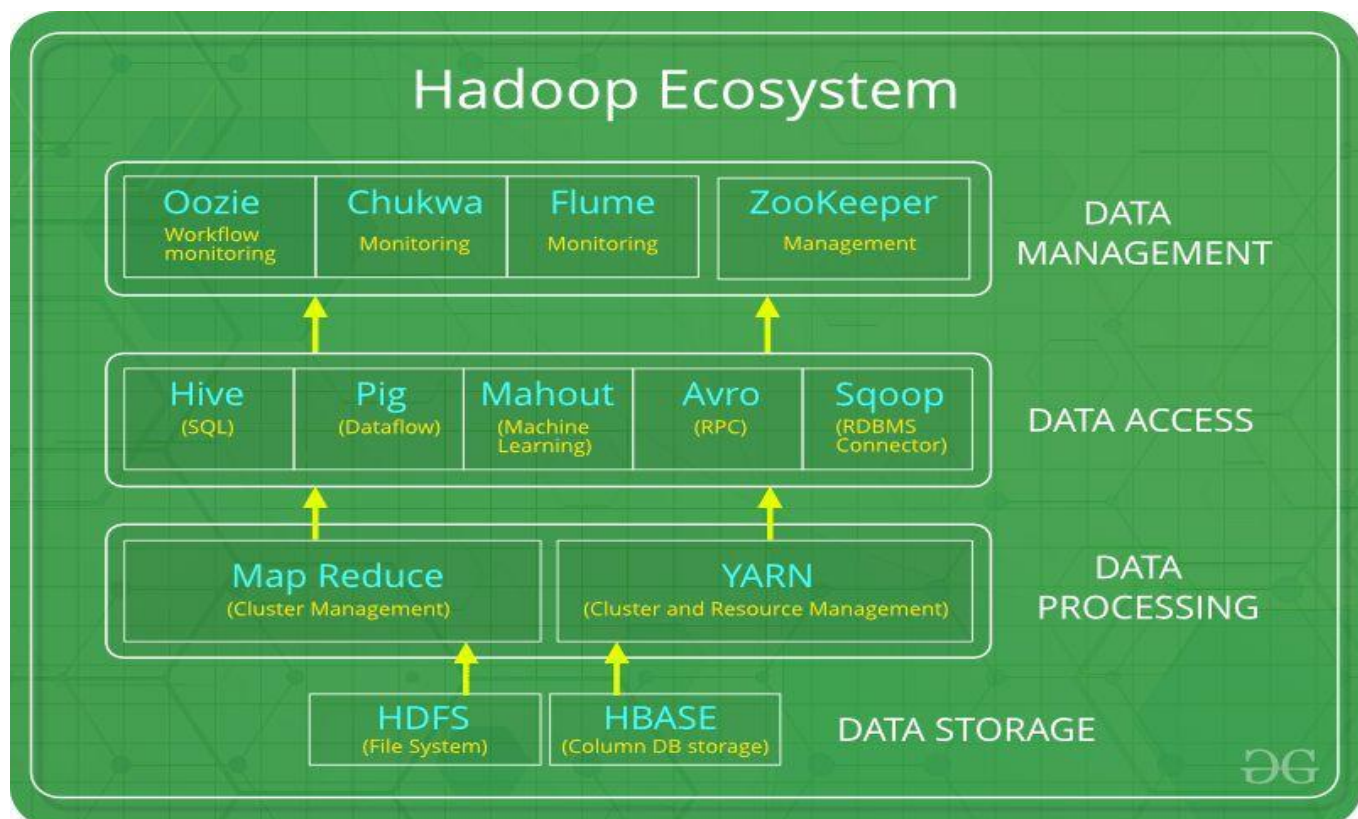 Hadoop Ecosystem
Oozie
Workflow
monitoring
Chukwa
Monitoring
Flume
Monitoring
ZooKeeper
Management
DATA
MANAGEMENT
Hive
(SQL)
Pig
(Dataflow)
Mahout
(Machine
Learning)
Avro
(RPC)
Sqoop
(RDBMS
Connector)
DATA ACCESS
Map Reduce
(Cluster Management)
YARN
(Cluster and Resource Management)
DATA
PROCESSING
HDFS
(File System)
HBASE
(Column DB storage)
DATA STORAGE